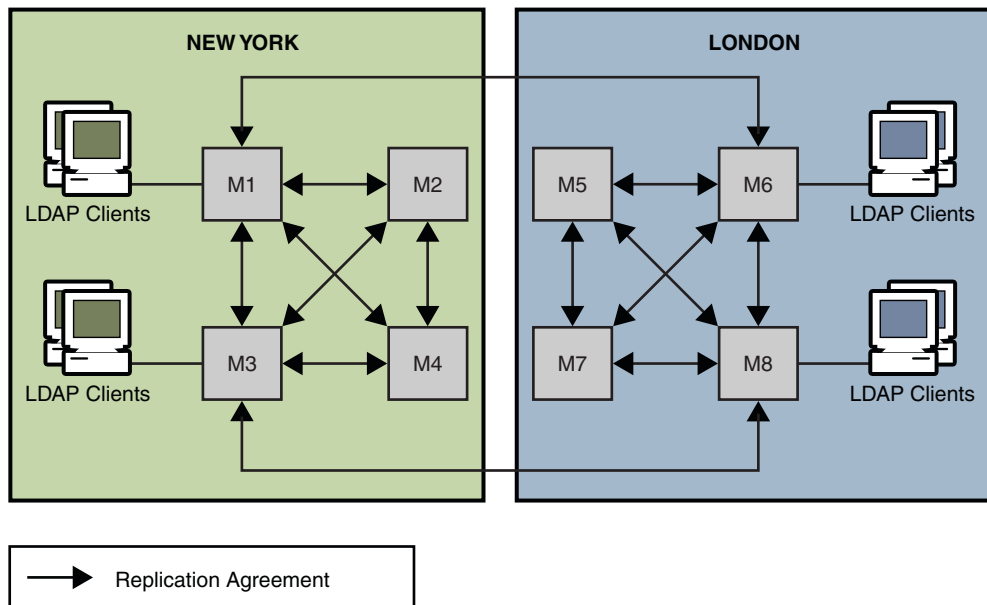 NEW YORK
LONDON
M1
M2
M5
M6
LDAP Clients
LDAP Clients
M3
M4
M7
M8
LDAP Clients
LDAP Clients
Replication Agreement